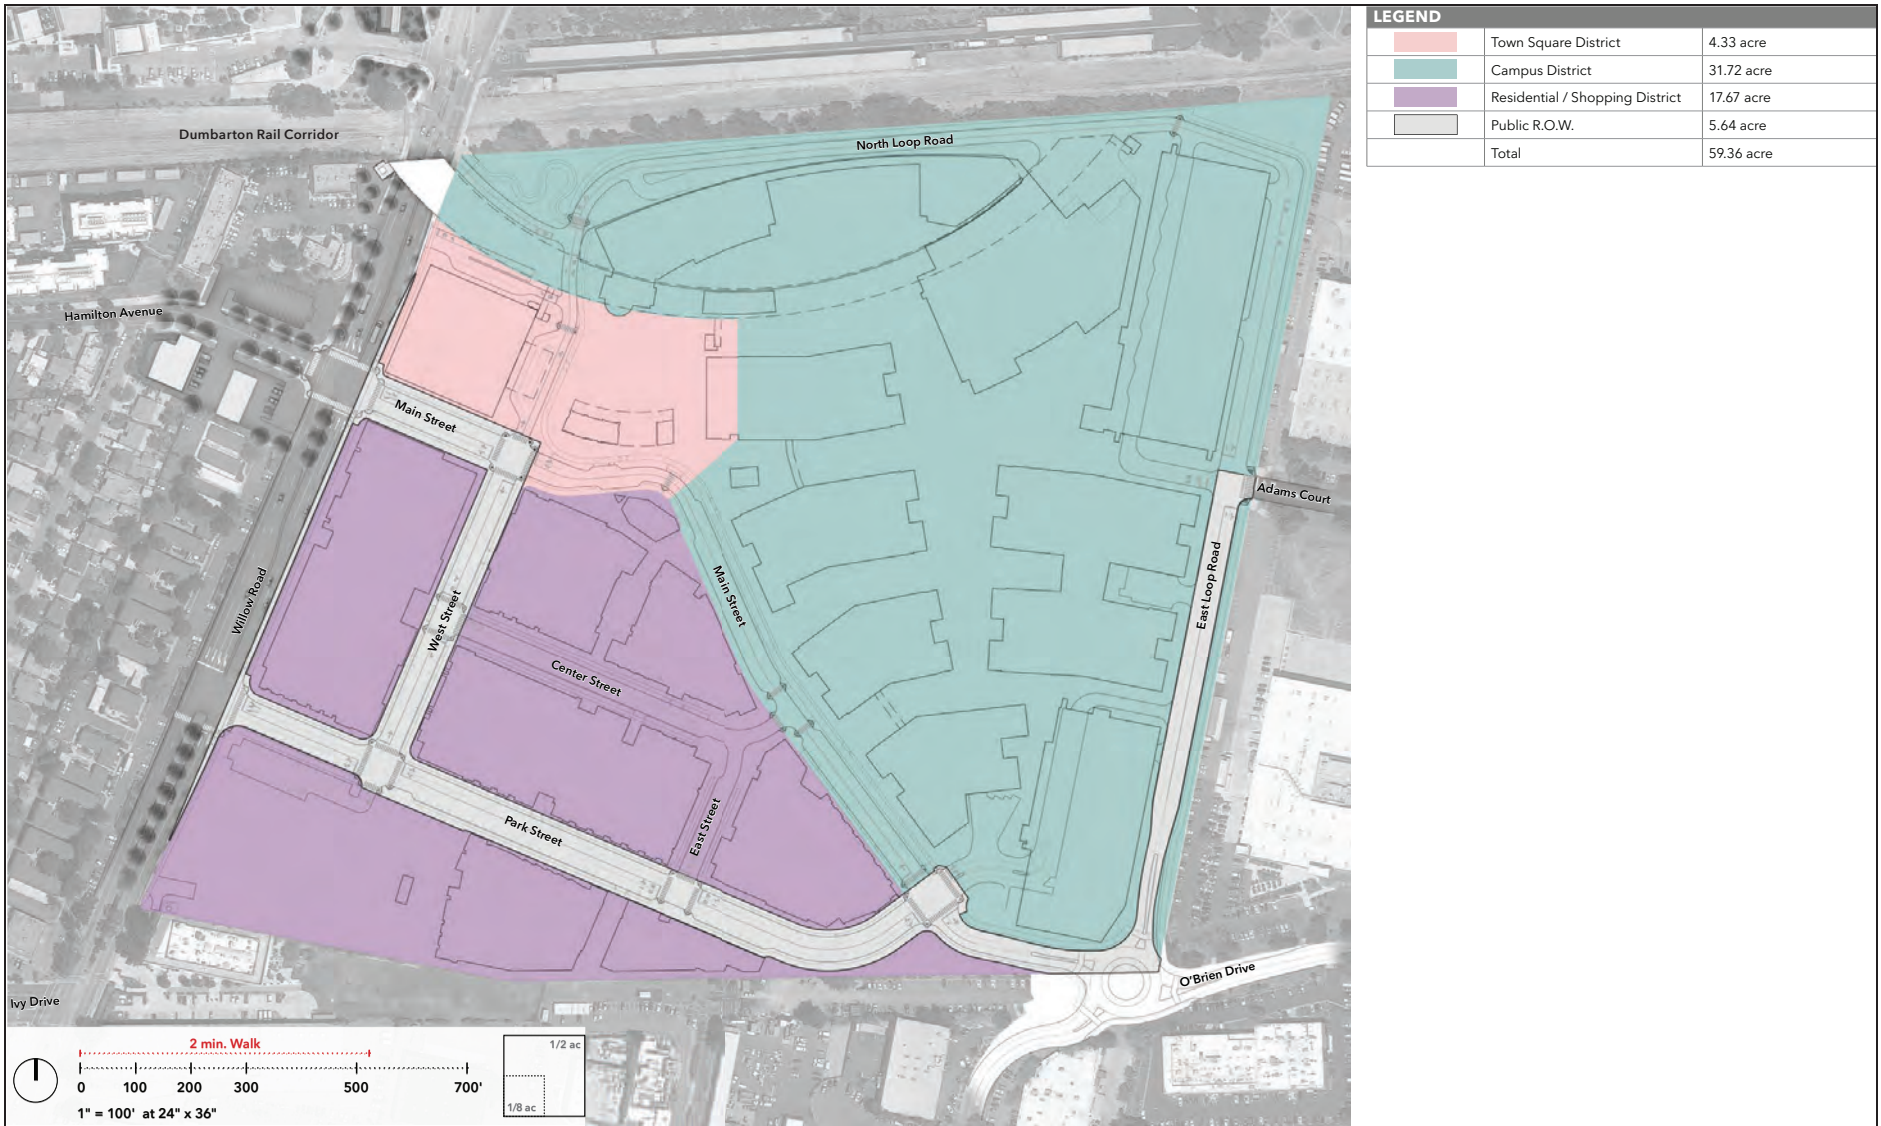 LEGEND
Town Square District 4.33 acre
Campus District 31.72 acre
Residential / Shopping District 17.67 acre
Public R.O.W. 5.64 acre
Total 59.36 acre
Dumbarton Rail Corridor
North Loop Road
Hamilton Avenue
Main Street
Adams Court
Willow Road
West Street
Main Street
East Loop Road
Center Street
Park Street
East Street
O'Brien Drive
Ivy Drive
2 min. Walk
0 100 200 300 500 700'
1" = 100' at 24" x 36"
1/2 ac
1/8 ac